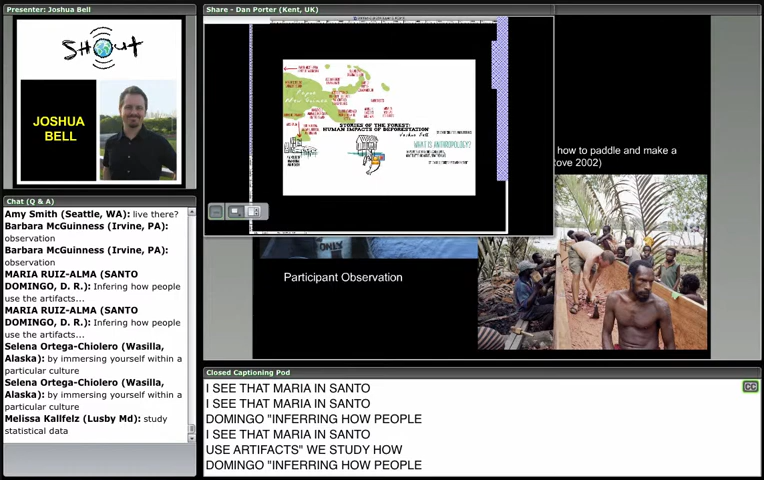 Presenter: Joshua Bell
SHOUT
JOSHUA
BELL
Chat (Q & A)
Amy Smith (Seattle, WA): live there?
Barbara McGuinness (Irvine, PA):
observation
Barbara McGuinness (Irvine, PA):
observation
MARIA RUIZ-ALMA (SANTO
DOMINGO, D. R.): Infering how people
use the artifacts...
MARIA RUIZ-ALMA (SANTO
DOMINGO, D. R.): Infering how people
use the artifacts...
Selena Ortega-Chiolero (Wasilla,
Alaska): by immersing yourself within a
particular culture
Selena Ortega-Chiolero (Wasilla,
Alaska): by immersing yourself within a
particular culture
Melissa Kallfelz (Lusby Md): study
statistical data
Share - Dan Porter (Kent, UK)
STORIES OF THE FOREST:
HUMAN IMPACTS OF DEFORESTATION
Joshua Bell
WHAT IS ANTHROPOLOGY?
how to paddle and make a
ove 2002)
Participant Observation
Closed Captioning Pod
CC
I SEE THAT MARIA IN SANTO
I SEE THAT MARIA IN SANTO
DOMINGO "INFERRING HOW PEOPLE
I SEE THAT MARIA IN SANTO
USE ARTIFACTS" WE STUDY HOW
DOMINGO "INFERRING HOW PEOPLE